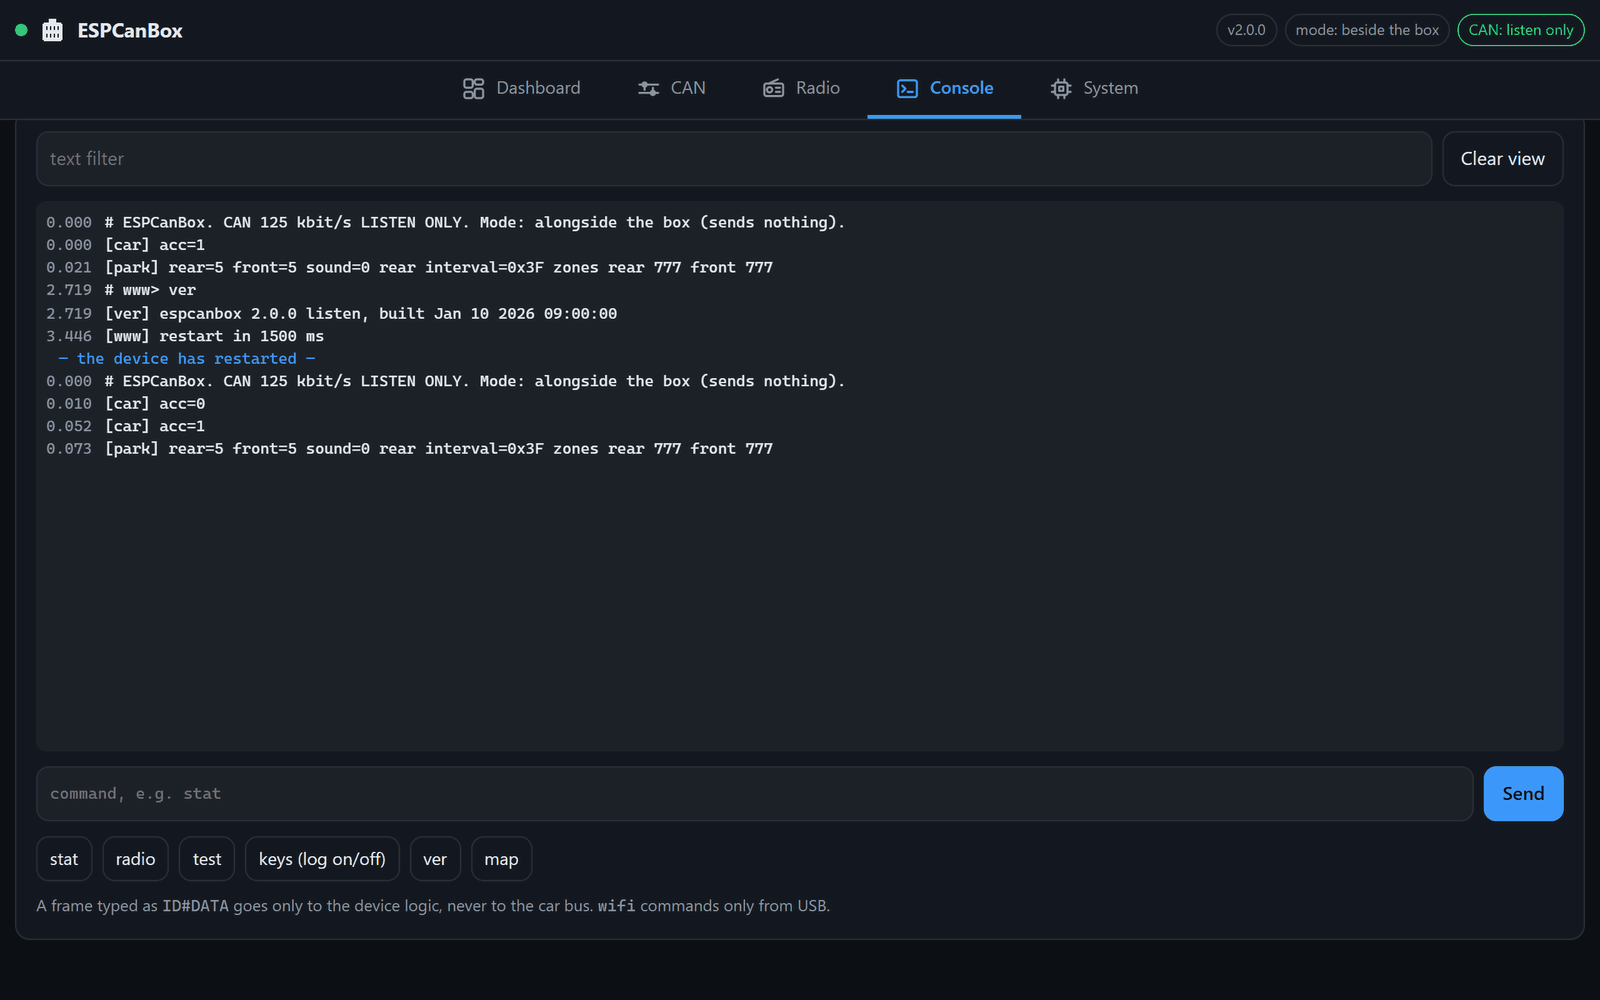 ESPCanBox
v2.0.0
mode: beside the box
CAN: listen only
Dashboard
CAN
Radio
Console
System
text filter
Clear view
0.000 # ESPCanBox. CAN 125 kbit/s LISTEN ONLY. Mode: alongside the box (sends nothing).
0.000 [car] acc=1
0.021 [park] rear=5 front=5 sound=0 rear interval=0x3F zones rear 777 front 777
2.719 # www> ver
2.719 [ver] espcanbox 2.0.0 listen, built Jan 10 2026 09:00:00
3.446 [www] restart in 1500 ms
— the device has restarted —
0.000 # ESPCanBox. CAN 125 kbit/s LISTEN ONLY. Mode: alongside the box (sends nothing).
0.010 [car] acc=0
0.052 [car] acc=1
0.073 [park] rear=5 front=5 sound=0 rear interval=0x3F zones rear 777 front 777
command, e.g. stat
Send
stat
radio
test
keys (log on/off)
ver
map
A frame typed as ID#DATA goes only to the device logic, never to the car bus. wifi commands only from USB.